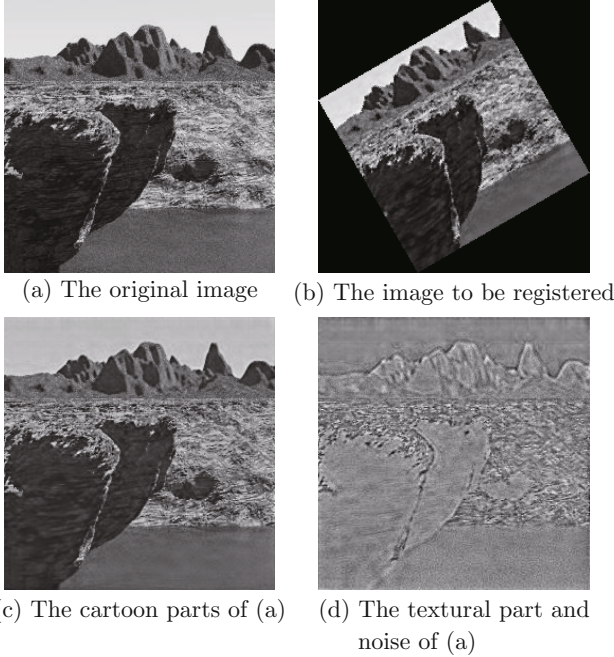 (a) The original image
(b) The image to be registered
(c) The cartoon parts of (a)
(d) The textural part and
noise of (a)